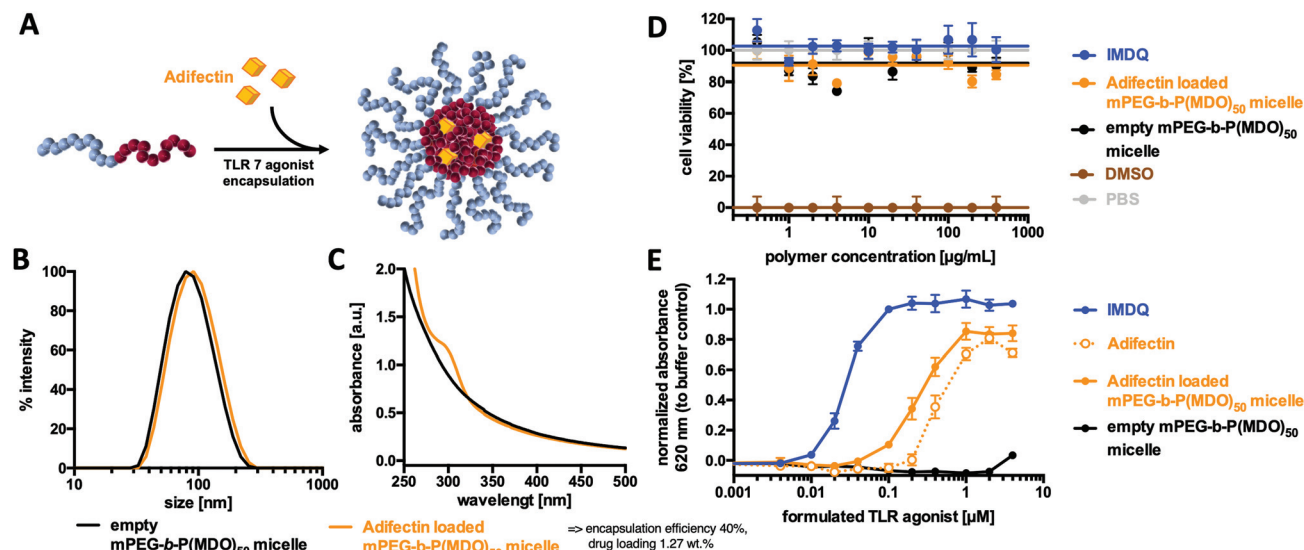 A
Adifectin
TLR 7 agonist
encapsulation
B
% intensity
100
80
60
40
20
0
10
100
1000
size [nm]
C
absorbance [a.u.]
2.0
1.5
1.0
0.5
0.0
250
300
350
400
450
500
wavelengt [nm]
empty
mPEG-b-P(MDO)50 micelle
Adifectin loaded
mPEG-b-P(MDO) micelle
=> encapsulation efficiency 40%,
drug loading 1.27 wt.%
D
cell viability [%]
120
100
80
60
40
20
0
1
10
100
1000
polymer concentration [µg/mL]
IMDQ
Adifectin loaded
mPEG-b-P(MDO)50 micelle
empty mPEG-b-P(MDO)50
micelle
DMSO
PBS
E
normalized absorbance
620 nm (to buffer control)
1.2
1.0
0.8
0.6
0.4
0.2
0.0
0.001
0.01
0.1
1
10
formulated TLR agonist [µM]
IMDQ
Adifectin
Adifectin loaded
mPEG-b-P(MDO)50 micelle
empty mPEG-b-P(MDO)50
micelle